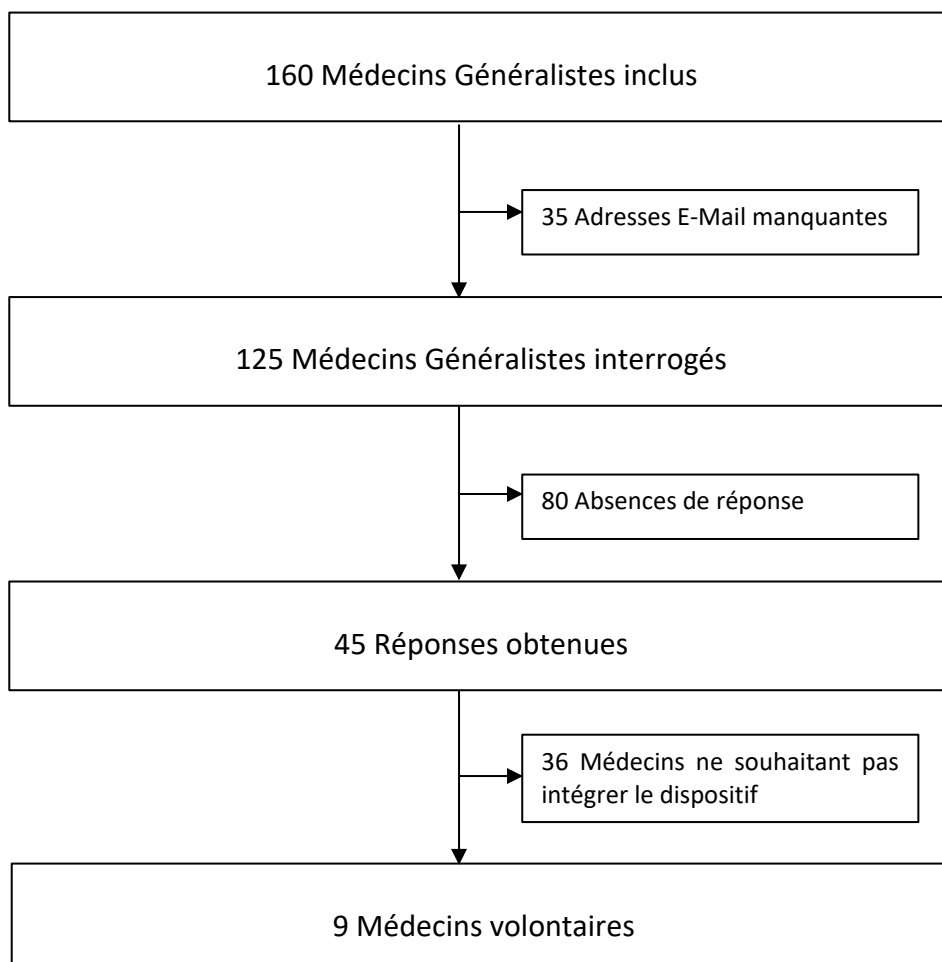 160 Médecins Généralistes inclus
35 Adresses E-Mail manquantes
125 Médecins Généralistes interrogés
80 Absences de réponse
45 Réponses obtenues
36 Médecins ne souhaitant pas
intégrer le dispositif
9 Médecins volontaires